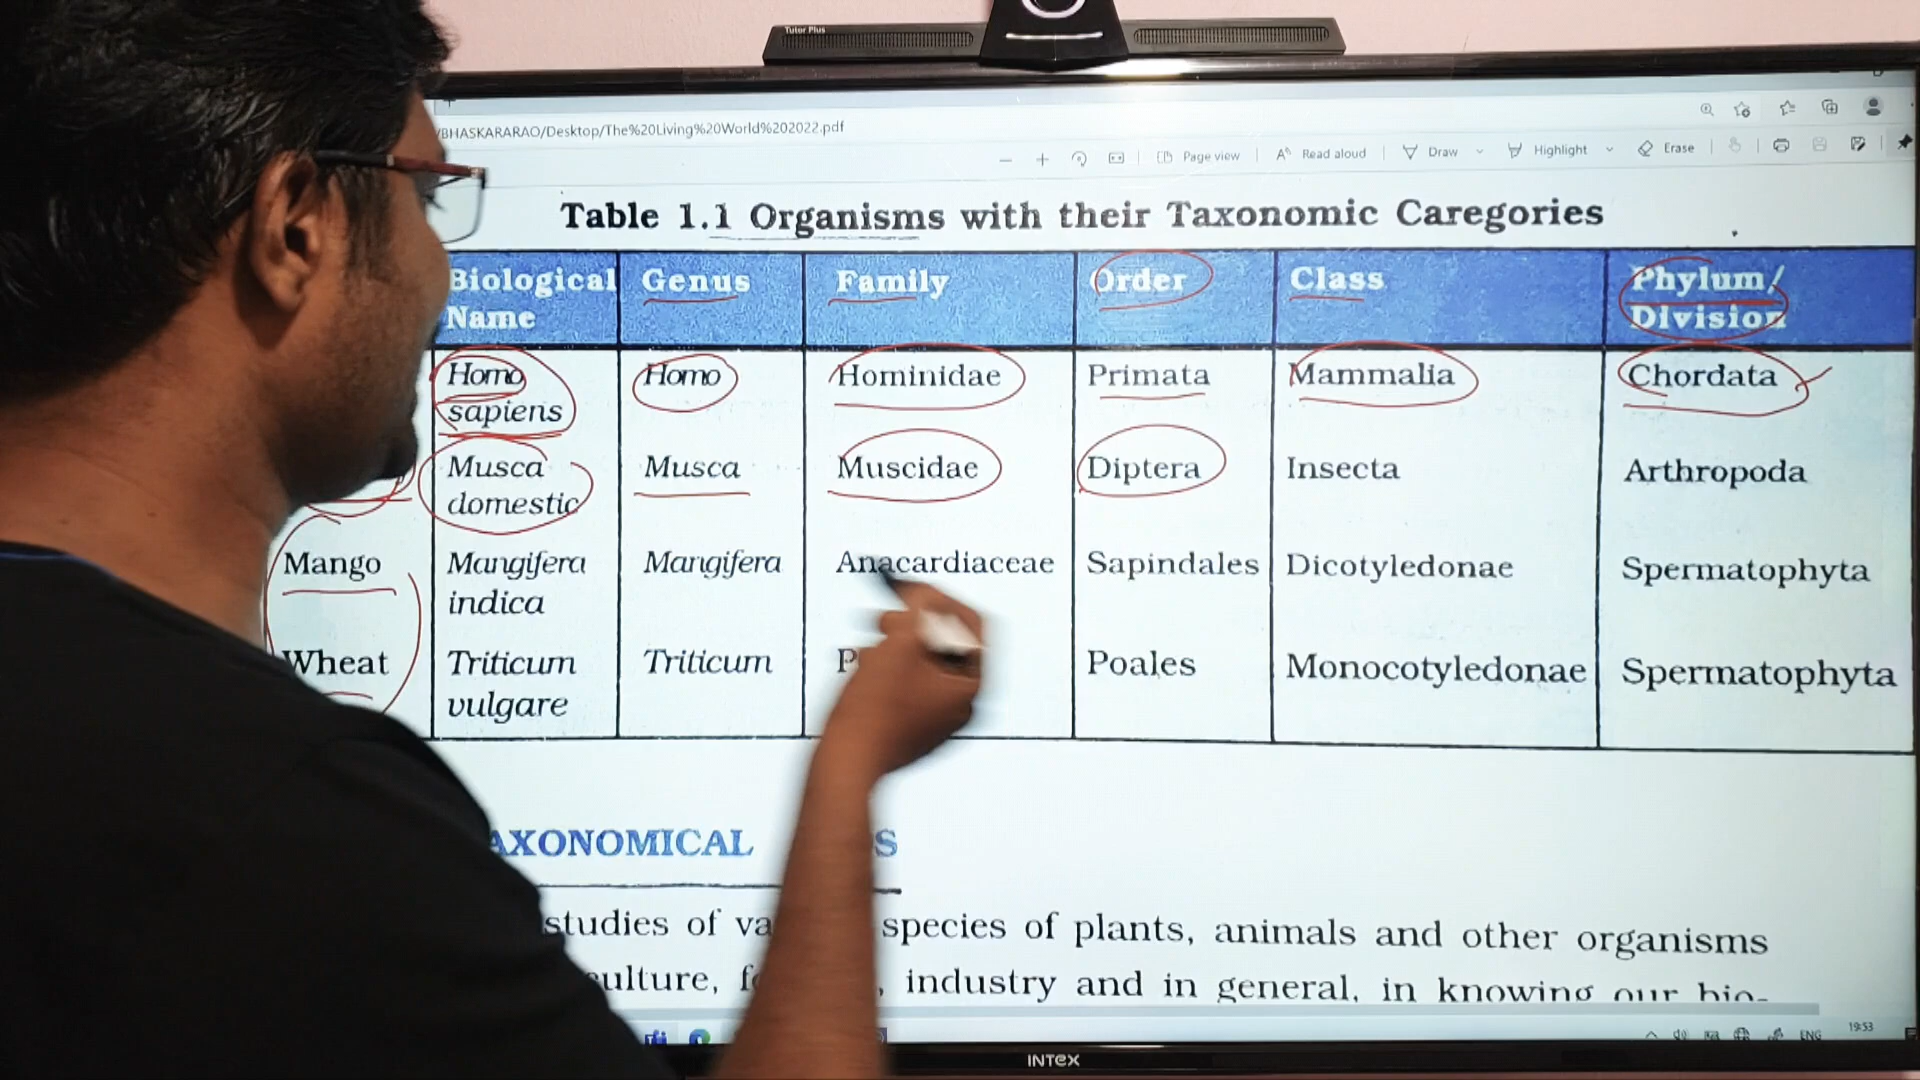 Tutor Plus
/BHASKARARAO/Desktop/The%20Living%20World%202022.pdf
Page view
Read aloud
Draw
Highlight
Erase
Table 1.1 Organisms with their Taxonomic Caregories
Biological Name Genus Family Order Class Phylum/ Division
Homo sapiens Homo Hominidae Primata Mammalia Chordata
Musca domestic Musca Muscidae Diptera Insecta Arthropoda
Mango Mangifera indica Mangifera Anacardiaceae Sapindales Dicotyledonae Spermatophyta
Wheat Triticum vulgare Triticum Poales Monocotyledonae Spermatophyta
AXONOMICAL
studies of species of plants, animals and other organisms
industry and in general, in knowing our bio-
ENG
19:53
INTEX